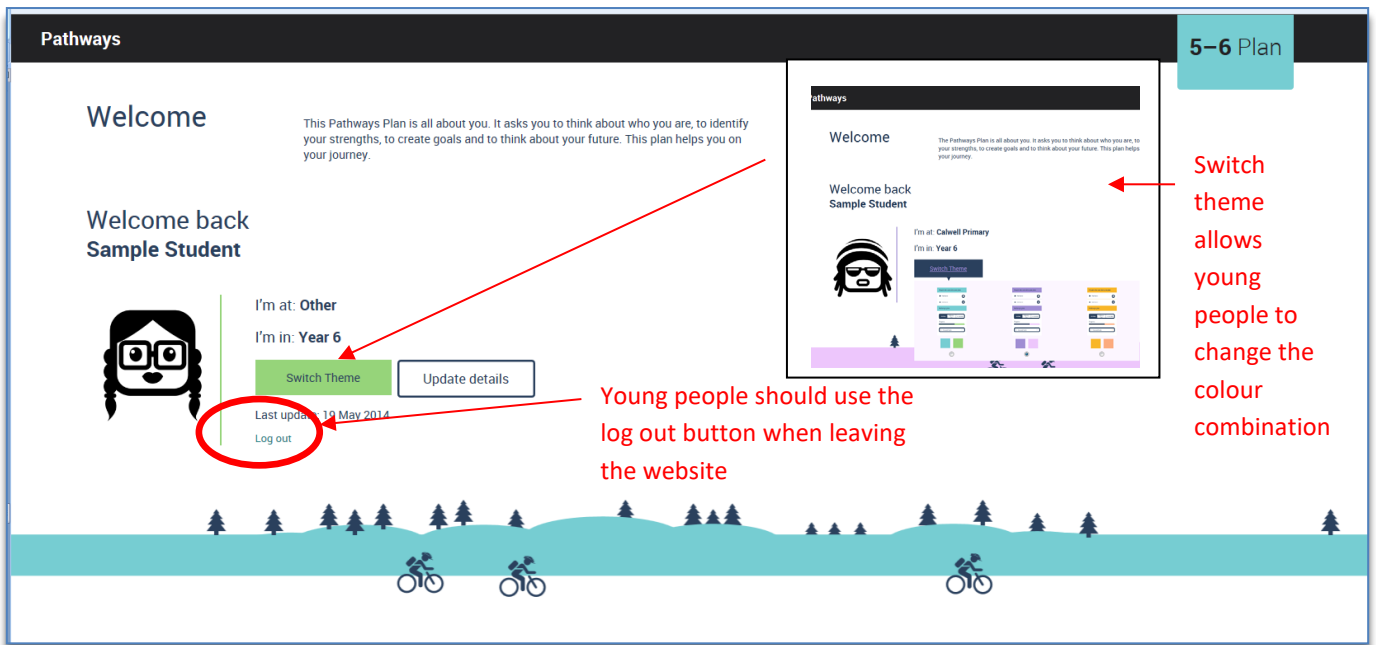 Pathways
5–6 Plan
Welcome
This Pathways Plan is all about you. It asks you to think about who you are, to identify
your strengths, to create goals and to think about your future. This plan helps you on
your journey.
Welcome back
Sample Student
I'm at: Other
I'm in: Year 6
Switch Theme
Update details
Last update: 19 May 2014
Log out
athways
Welcome
The Pathways Plan is all about you. It asks you to think about who you are, to
your strengths, to create goals and to think about your future. This plan helps
your journey.
Welcome back
Sample Student
I'm at: Calwell Primary
I'm in: Year 6
Switch Theme
Switch
theme
allows
young
people to
change the
colour
combination
Young people should use the
log out button when leaving
the website